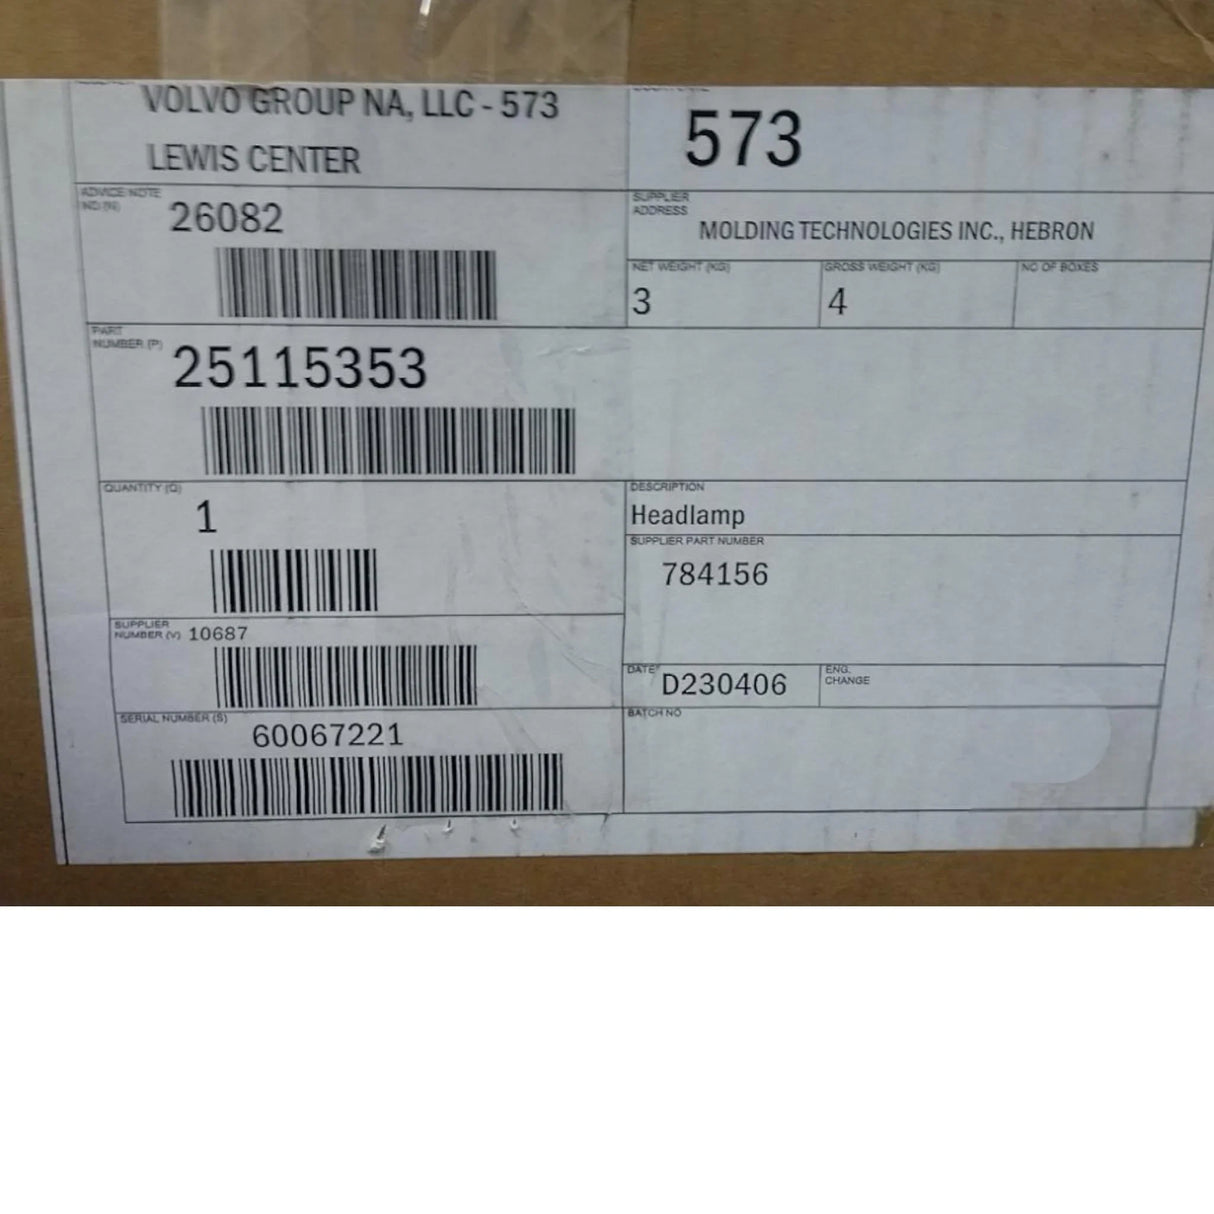 VOLVO GROUP NA, LLC - 573
LEWIS CENTER
573
ADVICE NOTE
NO (N)
26082
SUPPLIER
ADDRESS
MOLDING TECHNOLOGIES INC., HEBRON
NET WEIGHT (KG)
3
GROSS WEIGHT (KG)
4
NO OF BOXES
PART
NUMBER (P)
25115353
QUANTITY (Q)
1
DESCRIPTION
Headlamp
SUPPLIER PART NUMBER
784156
SUPPLIER
NUMBER (V) 10687
DATE
D230406
ENG.
CHANGE
SERIAL NUMBER (S)
60067221
BATCH NO